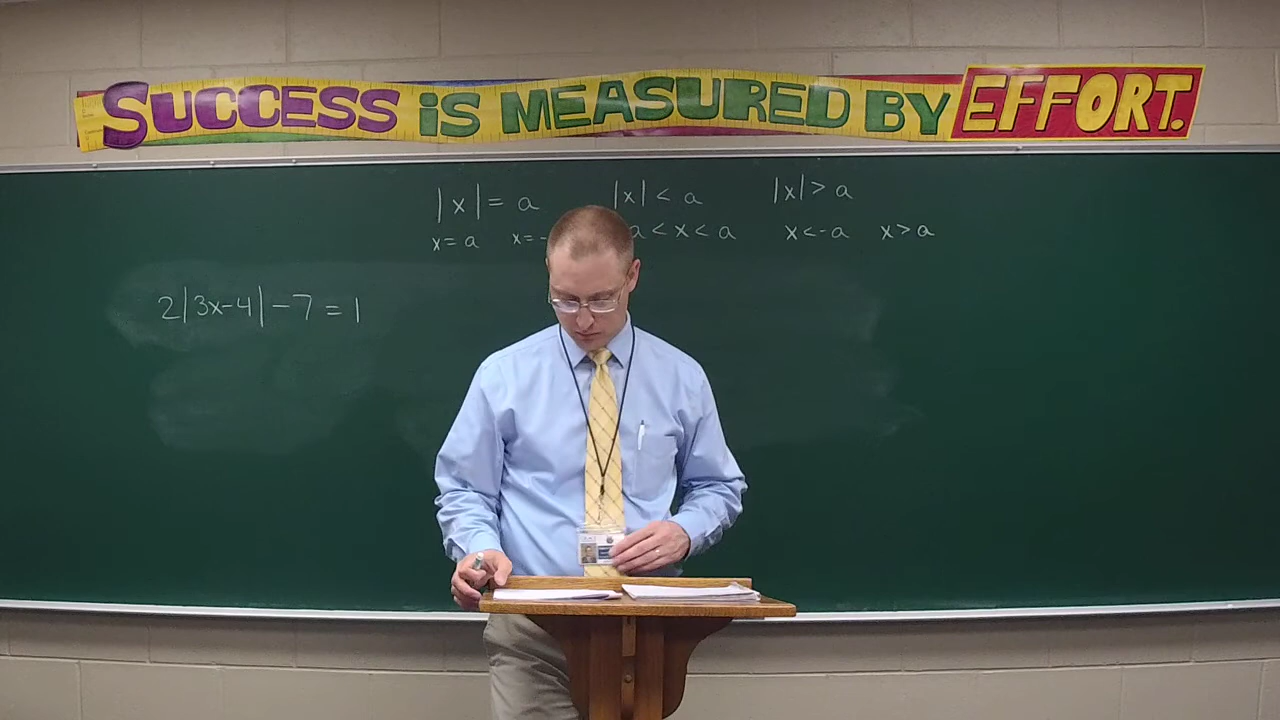 SUCCESS iS MEASURED BY EFFORT.
|x| = a |x| < a |x| > a
x = a x = - a < x < a x < -a x > a
2|3x-4| - 7 = 1